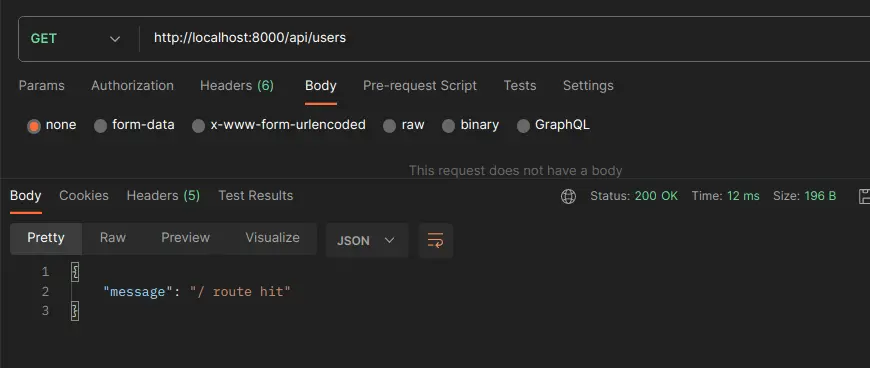 GET http://localhost:8000/api/users
Params Authorization Headers (6) Body Pre-request Script Tests Settings
none form-data x-www-form-urlencoded raw binary GraphQL
This request does not have a body
Body Cookies Headers (5) Test Results Status: 200 OK Time: 12 ms Size: 196 B
Pretty Raw Preview Visualize JSON
1 {
2 "message": "/ route hit"
3 }